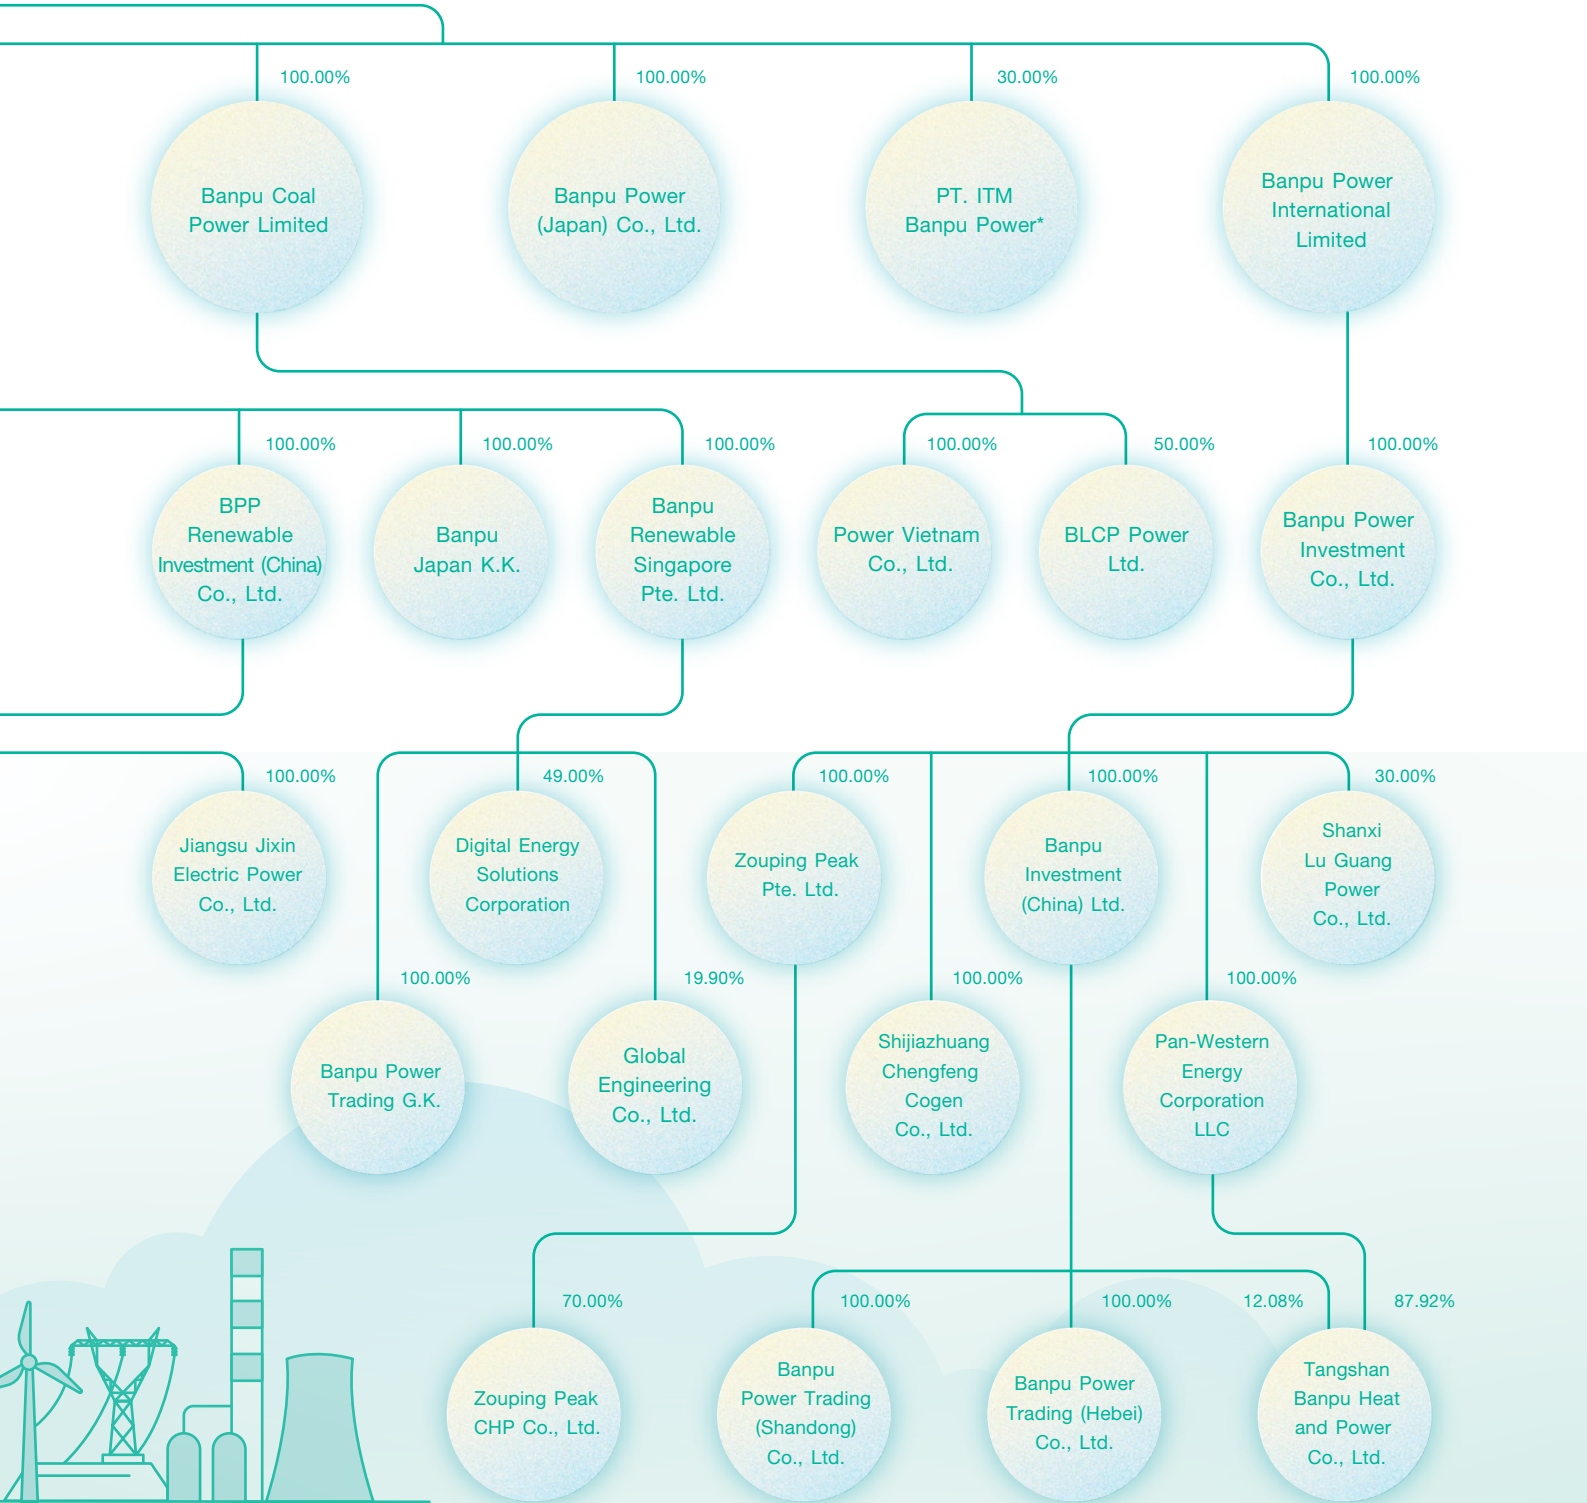 100.00%
100.00%
30.00%
100.00%
Banpu Coal
Power Limited
Banpu Power
(Japan) Co., Ltd.
PT. ITM
Banpu Power*
Banpu Power
International
Limited
100.00%
100.00%
100.00%
100.00%
50.00%
100.00%
BPP
Renewable
Investment (China)
Co., Ltd.
Banpu
Japan K.K.
Banpu
Renewable
Singapore
Pte. Ltd.
Power Vietnam
Co., Ltd.
BLCP Power
Ltd.
Banpu Power
Investment
Co., Ltd.
100.00%
49.00%
100.00%
100.00%
30.00%
Jiangsu Jixin
Electric Power
Co., Ltd.
Digital Energy
Solutions
Corporation
Zouping Peak
Pte. Ltd.
Banpu
Investment
(China) Ltd.
Shanxi
Lu Guang
Power
Co., Ltd.
100.00%
19.90%
100.00%
100.00%
Banpu Power
Trading G.K.
Global
Engineering
Co., Ltd.
Shijiazhuang
Chengfeng
Cogen
Co., Ltd.
Pan-Western
Energy
Corporation
LLC
70.00%
100.00%
100.00%
12.08%
87.92%
Zouping Peak
CHP Co., Ltd.
Banpu
Power Trading
(Shandong)
Co., Ltd.
Banpu Power
Trading (Hebei)
Co., Ltd.
Tangshan
Banpu Heat
and Power
Co., Ltd.